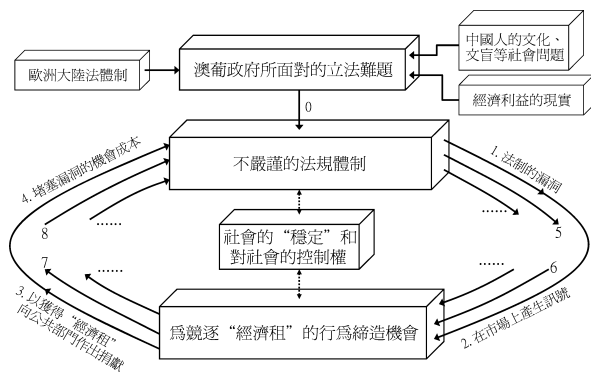 中國人的文化、
文盲等社會問題
歐洲大陸法體制
澳葡政府所面對的立法難題
經濟利益的現實
0
不嚴謹的法規體制
4. 堵塞漏洞的機會成本
1. 法制的漏洞
8
......
......
5
社會的“穩定”和
對社會的控制權
7
......
......
6
3. 以獲得“經濟租”
向公共部門作出捐獻
2. 在市場上產生訊號
爲競逐“經濟租”的行爲締造機會